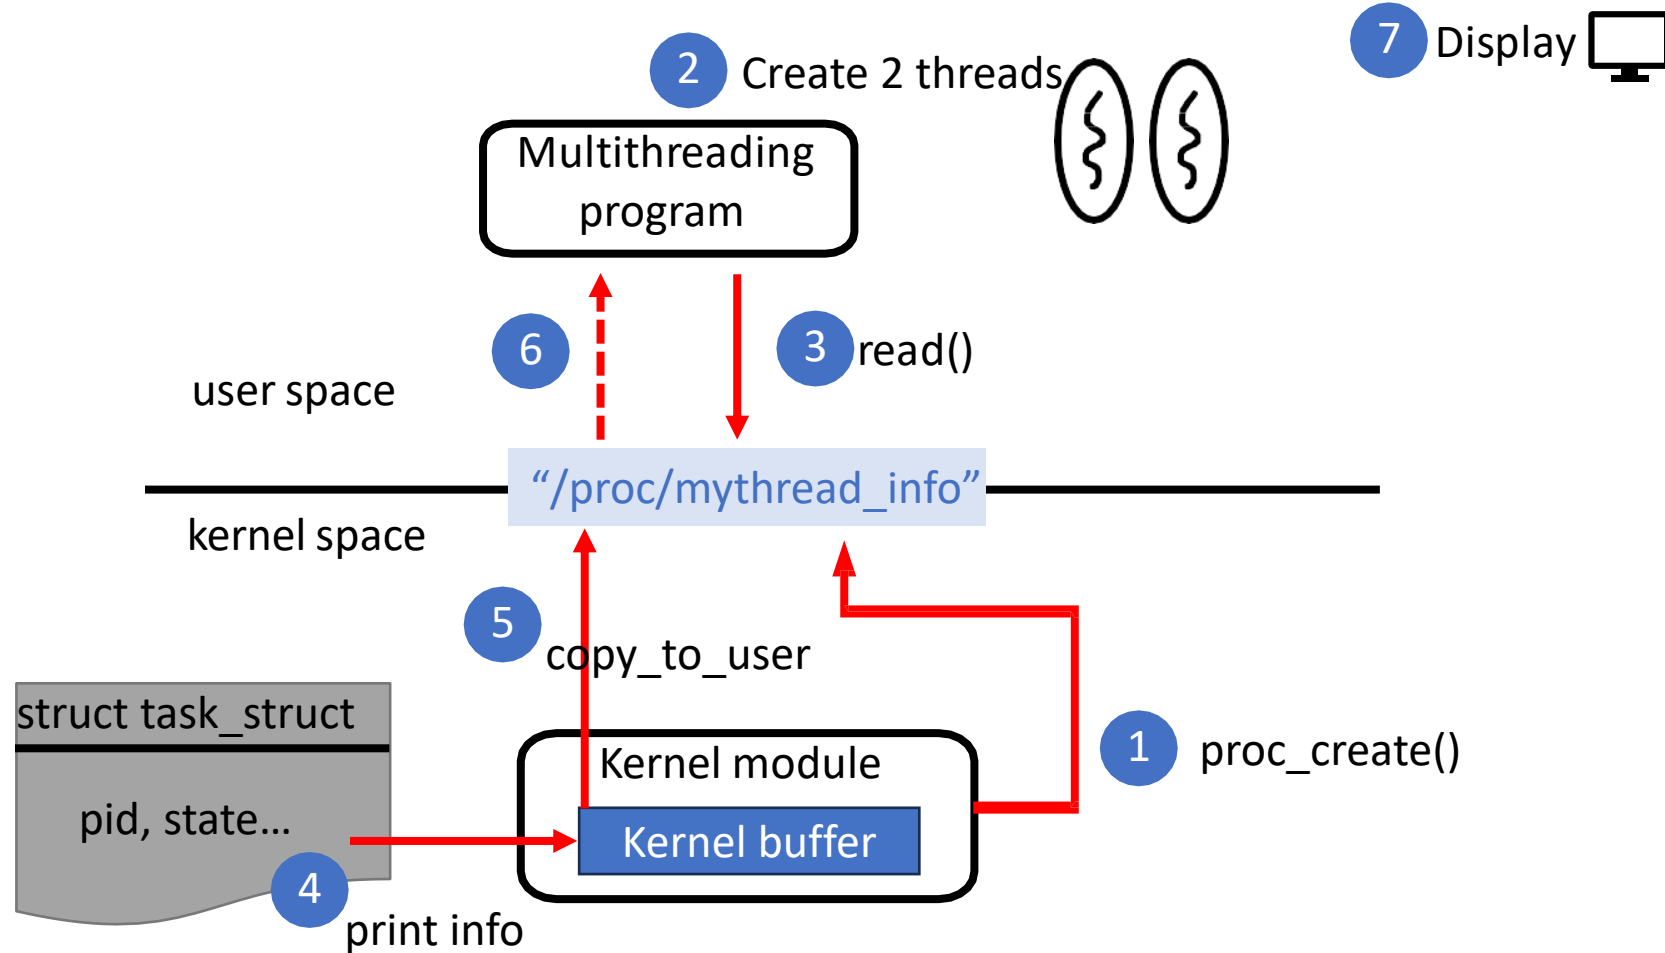 7 Display
2 Create 2 threads
Multithreading
program
6
3 read()
user space
“/proc/mythread_info”
kernel space
5
copy_to_user
struct task_struct
Kernel module
1 proc_create()
pid, state...
Kernel buffer
4
print info